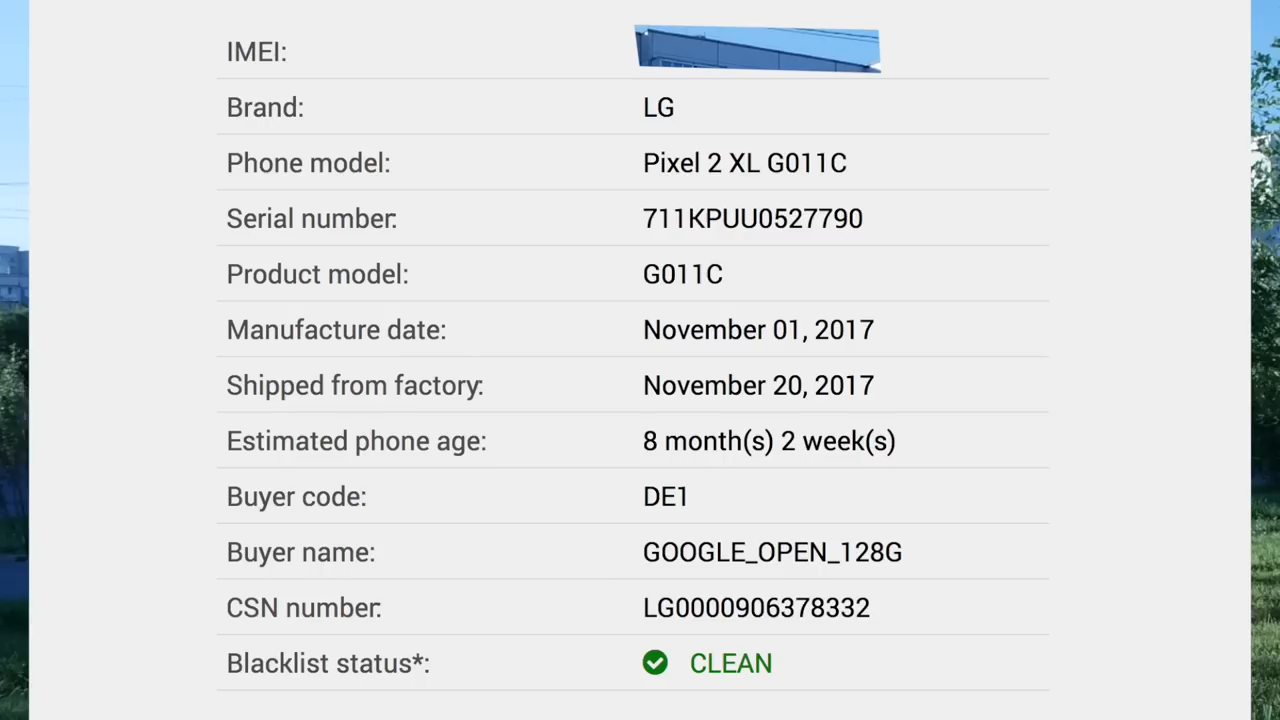 IMEI:
Brand: LG
Phone model: Pixel 2 XL G011C
Serial number: 711KPUU0527790
Product model: G011C
Manufacture date: November 01, 2017
Shipped from factory: November 20, 2017
Estimated phone age: 8 month(s) 2 week(s)
Buyer code: DE1
Buyer name: GOOGLE_OPEN_128G
CSN number: LG0000906378332
Blacklist status*: CLEAN